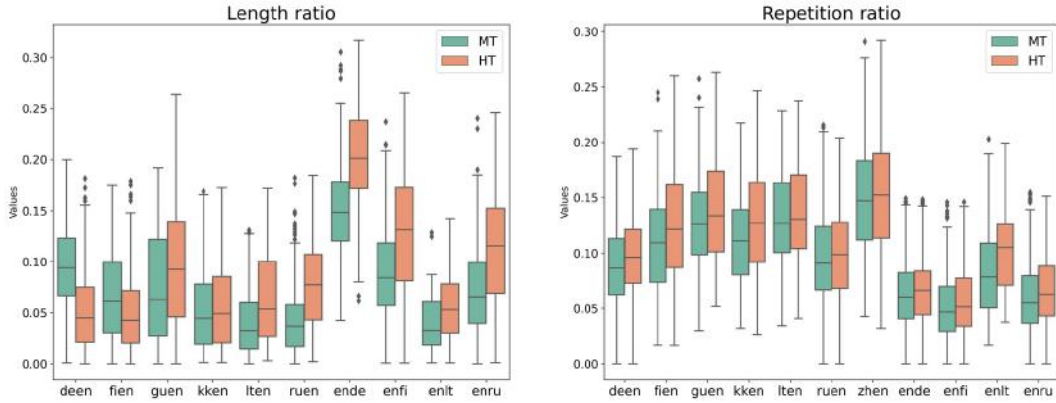 Length ratio
MT
HT
Values
0.30
0.25
0.20
0.15
0.10
0.05
0.00
deen fien guen kken lten ruen ende enfi enlt enru
Repetition ratio
MT
HT
Values
0.30
0.25
0.20
0.15
0.10
0.05
0.00
deen fien guen kken lten ruen zhen ende enfi enlt enru